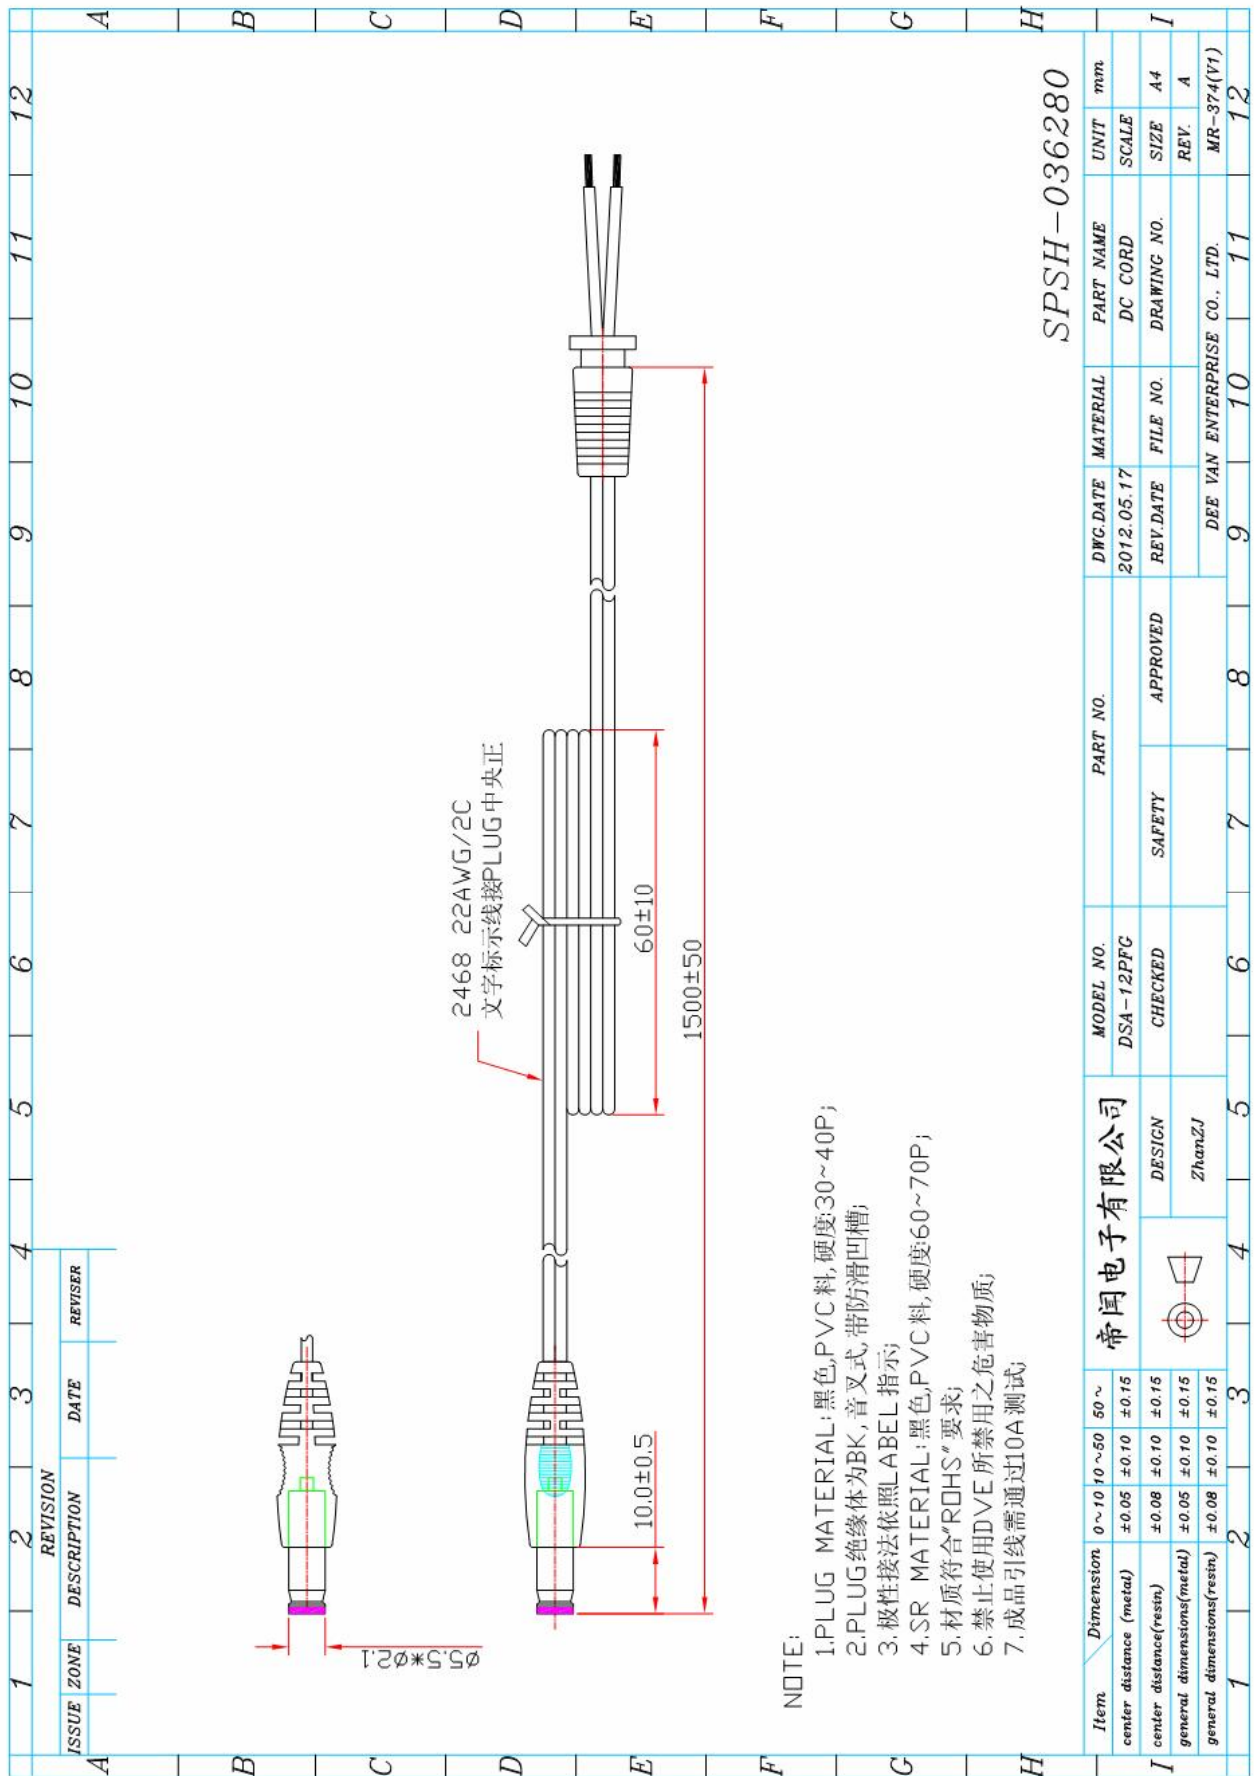 1 2 3 4 5 6 7 8 9 10 11 12
A
B
C
D
E
F
G
H
I
REVISION
ISSUE ZONE DESCRIPTION DATE REVISER
ø5.5*ø2.1
2468 22AWG/2C
文字标示线接PLUG中央正
10.0±0.5
60±10
1500±50
NOTE:
1.PLUG MATERIAL:黑色,PVC料,硬度:30~40P;
2.PLUG绝缘体为BK,音叉式,带防滑凹槽;
3.极性接法依照LABEL指示;
4.SR MATERIAL:黑色,PVC料,硬度:60~70P;
5.材质符合"ROHS"要求;
6.禁止使用DVE所禁用之危害物质;
7.成品引线需通过10A测试;
SPSH-036280
Item Dimension 0~10 10~50 50~
center distance (metal) ±0.05 ±0.10 ±0.15
center distance(resin) ±0.08 ±0.10 ±0.15
general dimensions(metal) ±0.05 ±0.10 ±0.15
general dimensions(resin) ±0.08 ±0.10 ±0.15
帝闻电子有限公司
DESIGN
ZhanZJ
MODEL NO.
DSA-12PFG
CHECKED
PART NO.
SAFETY APPROVED
DWG.DATE MATERIAL PART NAME UNIT mm
2012.05.17 DC CORD SCALE
REV.DATE FILE NO. DRAWING NO. SIZE A4
REV. A
DEE VAN ENTERPRISE CO., LTD. MR-374(V1)
1 2 3 4 5 6 7 8 9 10 11 12
A
B
C
D
E
F
G
H
I